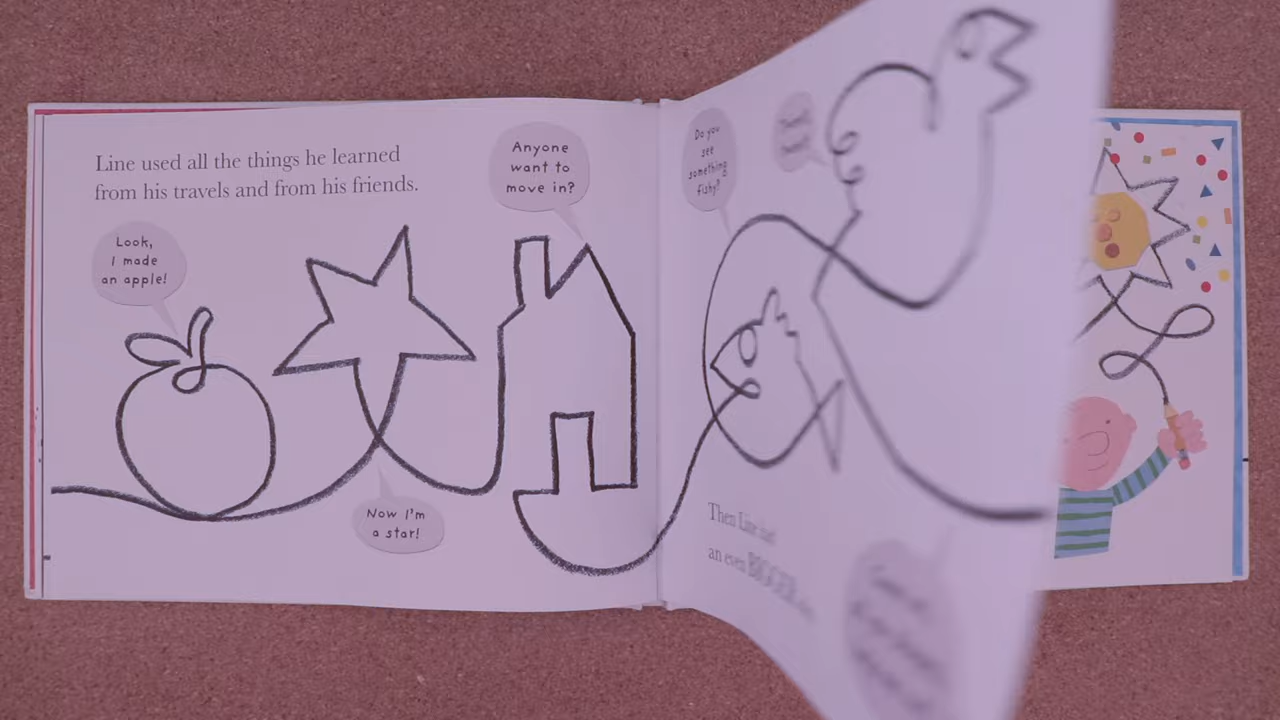 Line used all the things he learned
from his travels and from his friends.
Look,
I made
an apple!
Now I'm
a star!
Anyone
want to
move in?
Do you
see
something
fishy?
Then Line
an even BIGGER